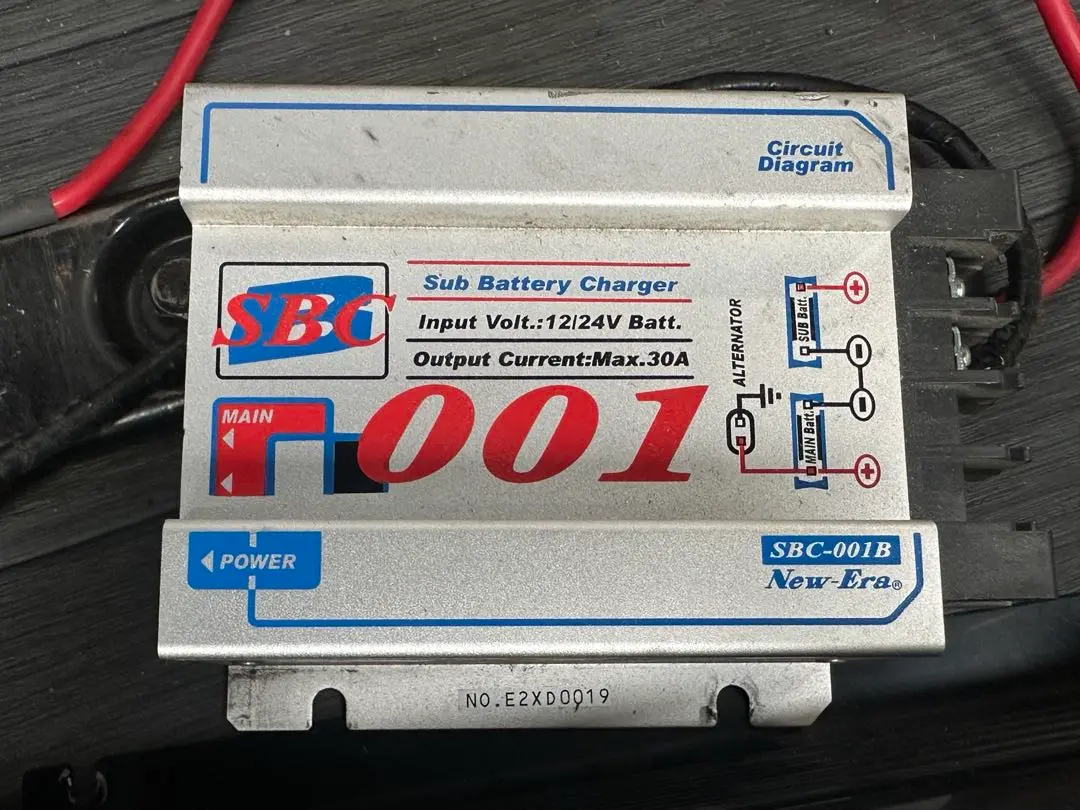 Circuit
Diagram
SBC
Sub Battery Charger
Input Volt.:12/24V Batt.
Output Current:Max.30A
MAIN
001
ALTERNATOR
SUB Batt.
MAIN Batt.
+
-
-
+
POWER
SBC-001B
New-Era®
NO.E2XD0019